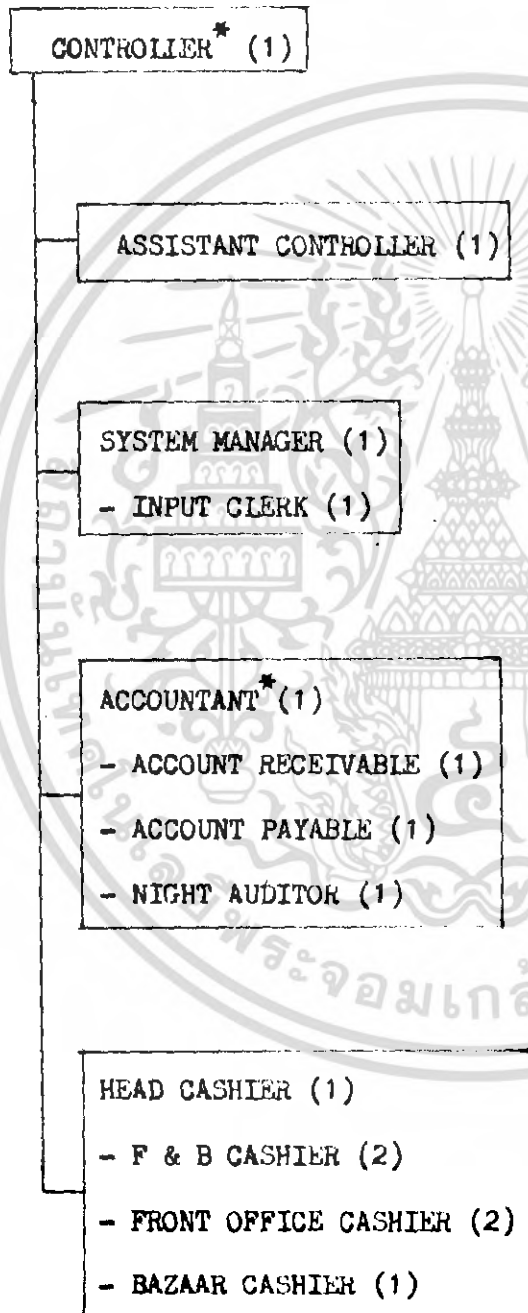 CONTROLLER* (1)
ASSISTANT CONTROLLER (1)
SYSTEM MANAGER (1)
- INPUT CLERK (1)
ACCOUNTANT* (1)
- ACCOUNT RECEIVABLE (1)
- ACCOUNT PAYABLE (1)
- NIGHT AUDITOR (1)
HEAD CASHIER (1)
- F & B CASHIER (2)
- FRONT OFFICE CASHIER (2)
- BAZAAR CASHIER (1)